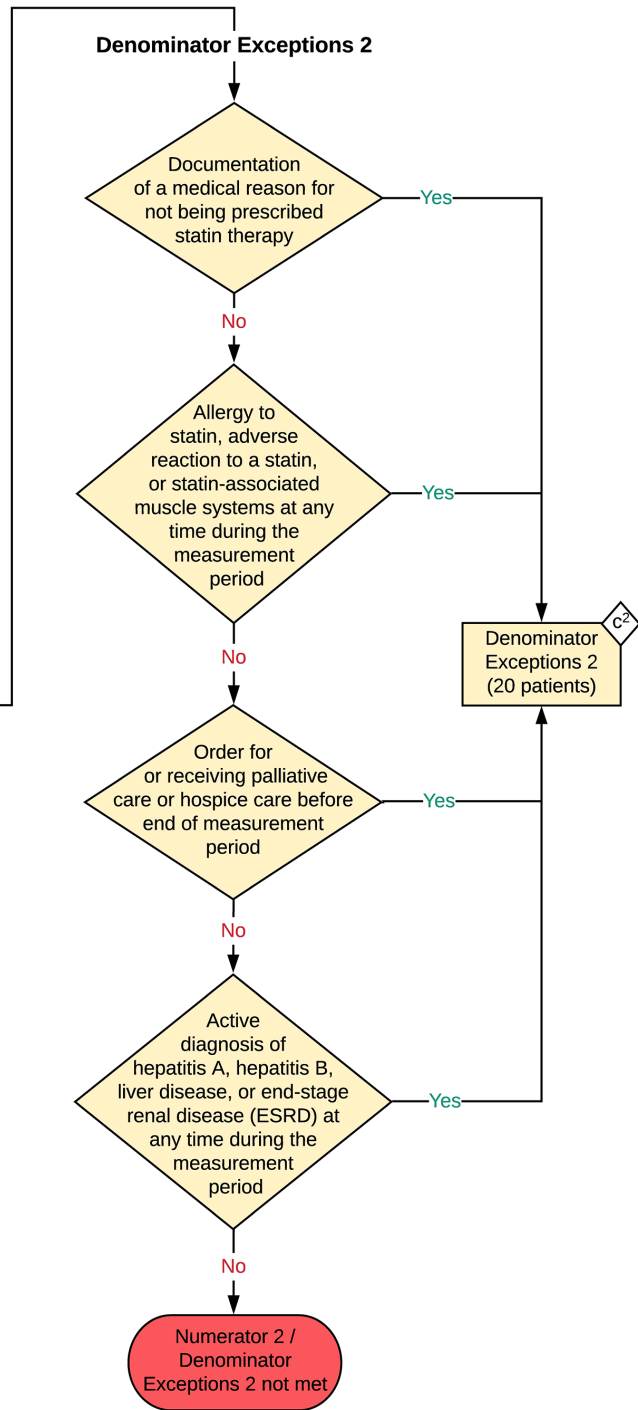 Denominator Exceptions 2
Documentation
of a medical reason for
not being prescribed
statin therapy
Yes
No
Allergy to
statin, adverse
reaction to a statin,
or statin-associated
muscle systems at any
time during the
measurement
period
Yes
No
c²
Denominator
Exceptions 2
(20 patients)
Order for
or receiving palliative
care or hospice care before
end of measurement
period
Yes
No
Active
diagnosis of
hepatitis A, hepatitis B,
liver disease, or end-stage
renal disease (ESRD) at
any time during the
measurement
period
Yes
No
Numerator 2 /
Denominator
Exceptions 2 not met